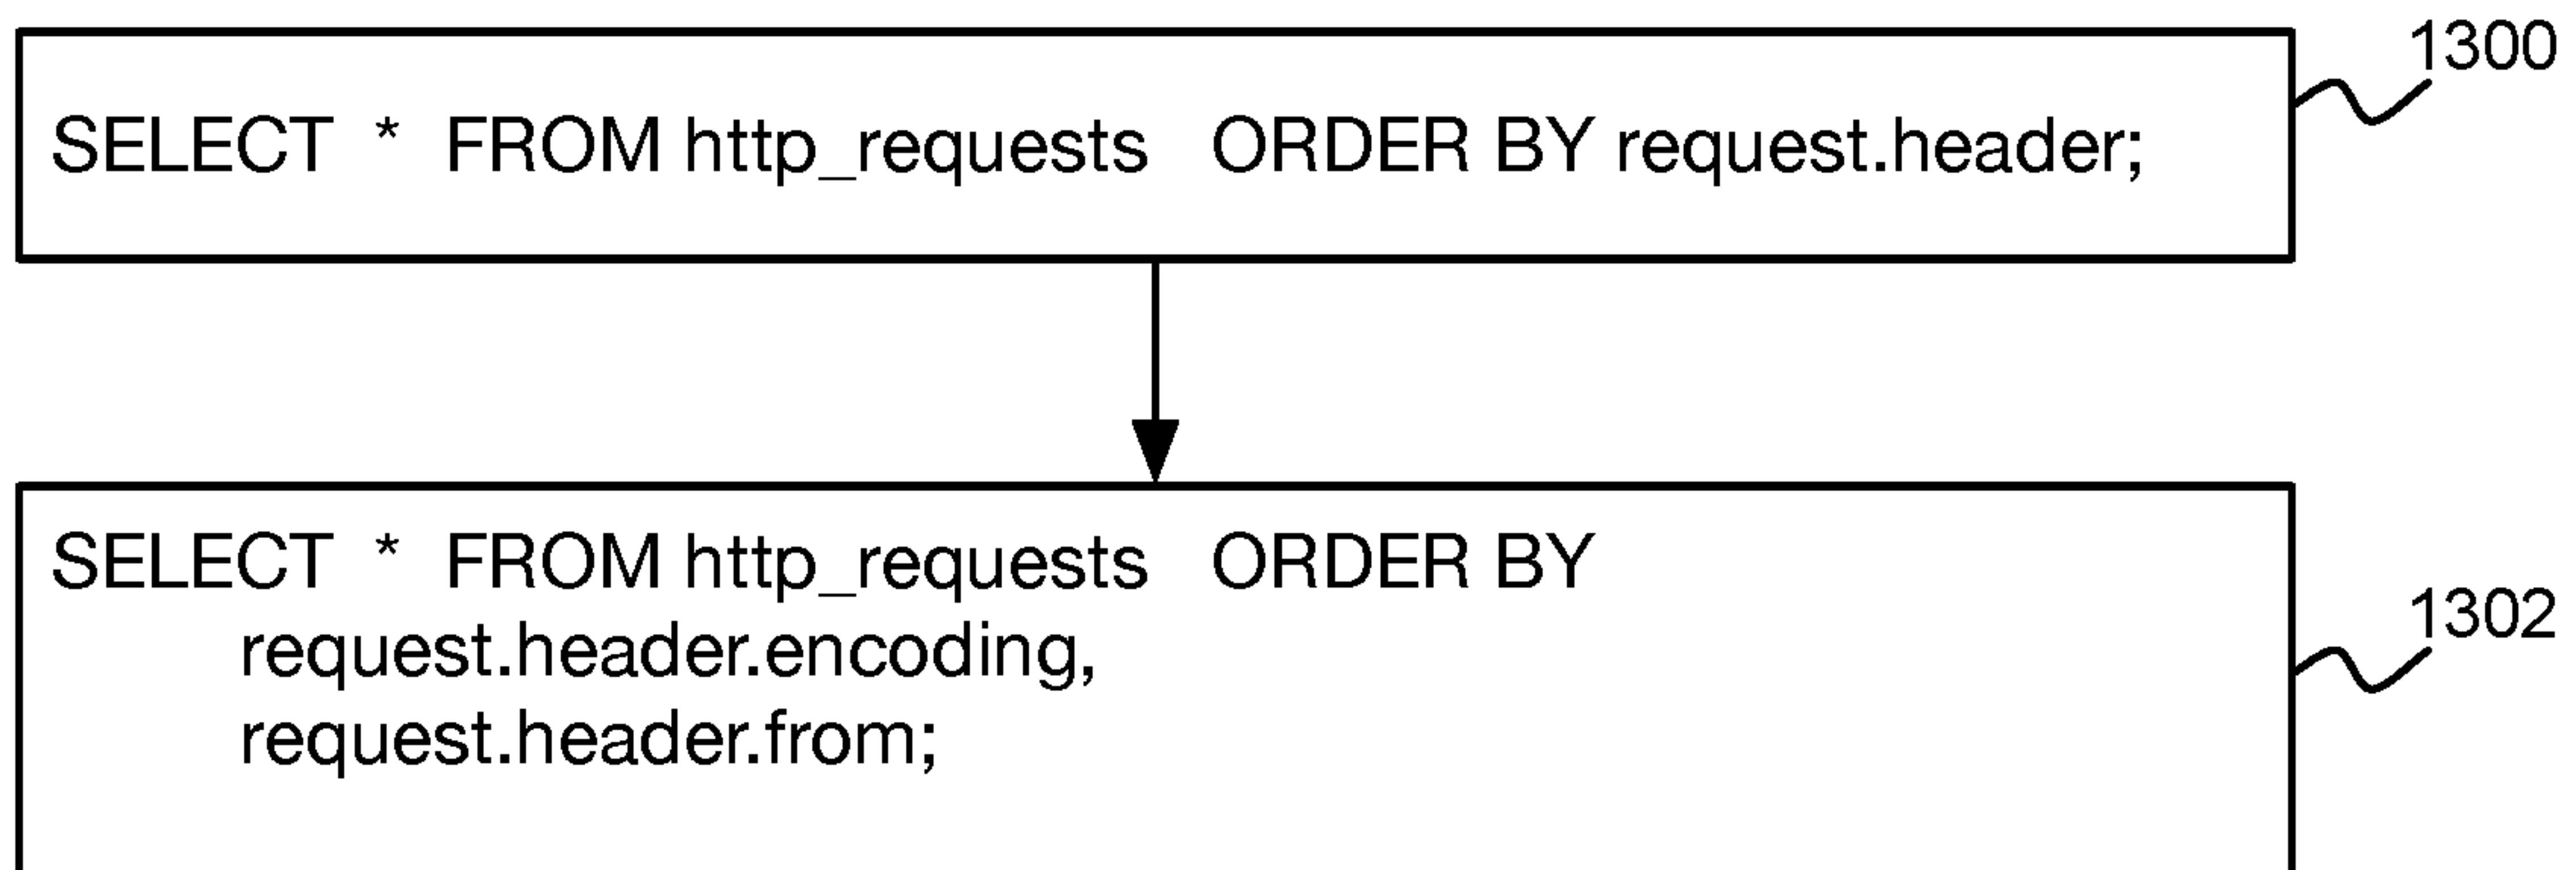 1300
SELECT * FROM http_requests ORDER BY request.header;
SELECT * FROM http_requests ORDER BY
request.header.encoding,
1302
request.header.from;